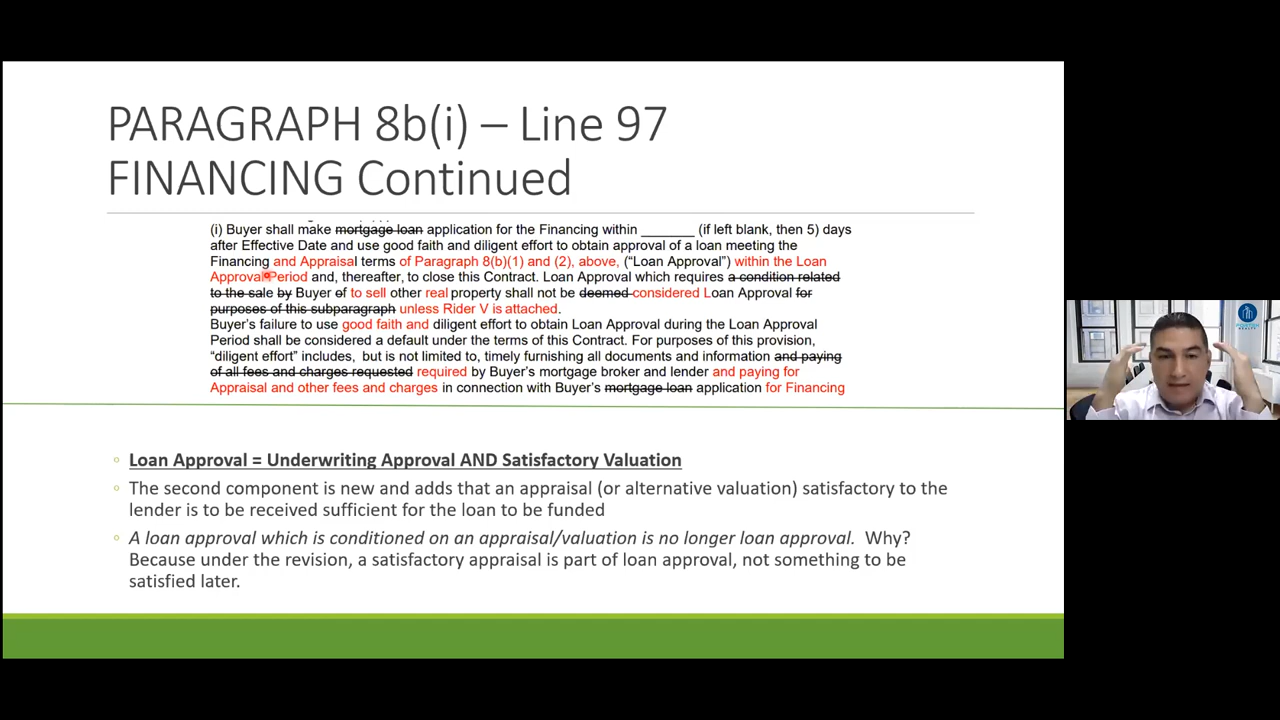 PARAGRAPH 8b(i) – Line 97
FINANCING Continued
(i) Buyer shall make mortgage loan application for the Financing within _______ (if left blank, then 5) days
after Effective Date and use good faith and diligent effort to obtain approval of a loan meeting the
Financing and Appraisal terms of Paragraph 8(b)(1) and (2), above, (“Loan Approval”) within the Loan
Approval Period and, thereafter, to close this Contract. Loan Approval which requires a condition related
to the sale by Buyer of to sell other real property shall not be deemed considered Loan Approval for
purposes of this subparagraph unless Rider V is attached.
Buyer’s failure to use good faith and diligent effort to obtain Loan Approval during the Loan Approval
Period shall be considered a default under the terms of this Contract. For purposes of this provision,
“diligent effort” includes, but is not limited to, timely furnishing all documents and information and paying
of all fees and charges requested required by Buyer’s mortgage broker and lender and paying for
Appraisal and other fees and charges in connection with Buyer’s mortgage loan application for Financing
Loan Approval = Underwriting Approval AND Satisfactory Valuation
The second component is new and adds that an appraisal (or alternative valuation) satisfactory to the
lender is to be received sufficient for the loan to be funded
A loan approval which is conditioned on an appraisal/valuation is no longer loan approval. Why?
Because under the revision, a satisfactory appraisal is part of loan approval, not something to be
satisfied later.